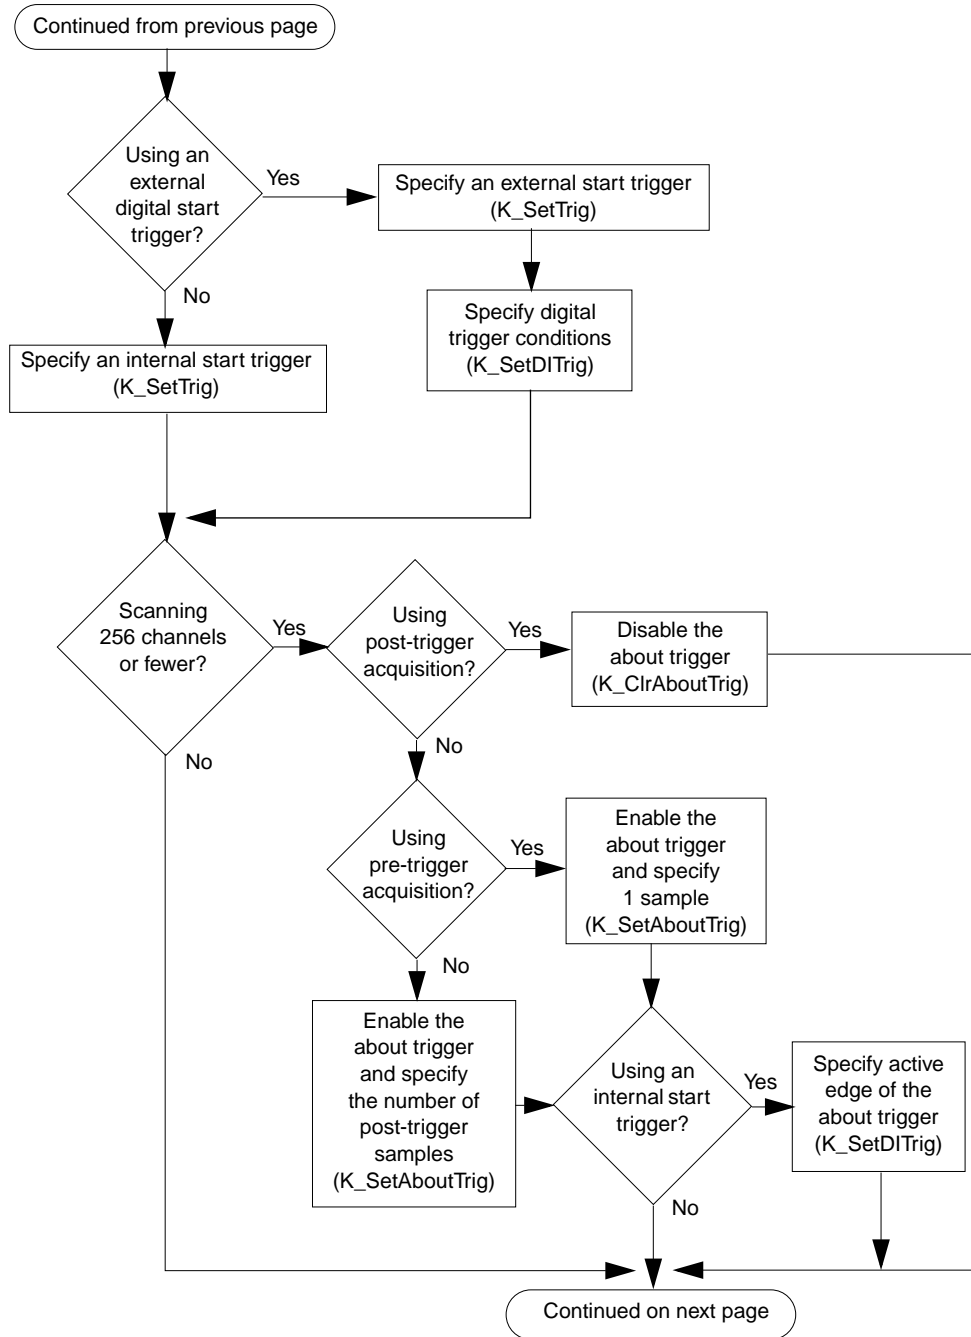 Continued from previous page
Using an
external
digital start
trigger?
Yes
Specify an external start trigger
(K_SetTrig)
No
Specify digital
trigger conditions
(K_SetDITrig)
Specify an internal start trigger
(K_SetTrig)
Scanning
256 channels
or fewer?
Yes
Using
post-trigger
acquisition?
Yes
Disable the
about trigger
(K_ClrAboutTrig)
No
No
Using
pre-trigger
acquisition?
Yes
Enable the
about trigger
and specify
1 sample
(K_SetAboutTrig)
No
Enable the
about trigger
and specify
the number of
post-trigger
samples
(K_SetAboutTrig)
Using an
internal start
trigger?
Yes
Specify active
edge of the
about trigger
(K_SetDITrig)
No
Continued on next page